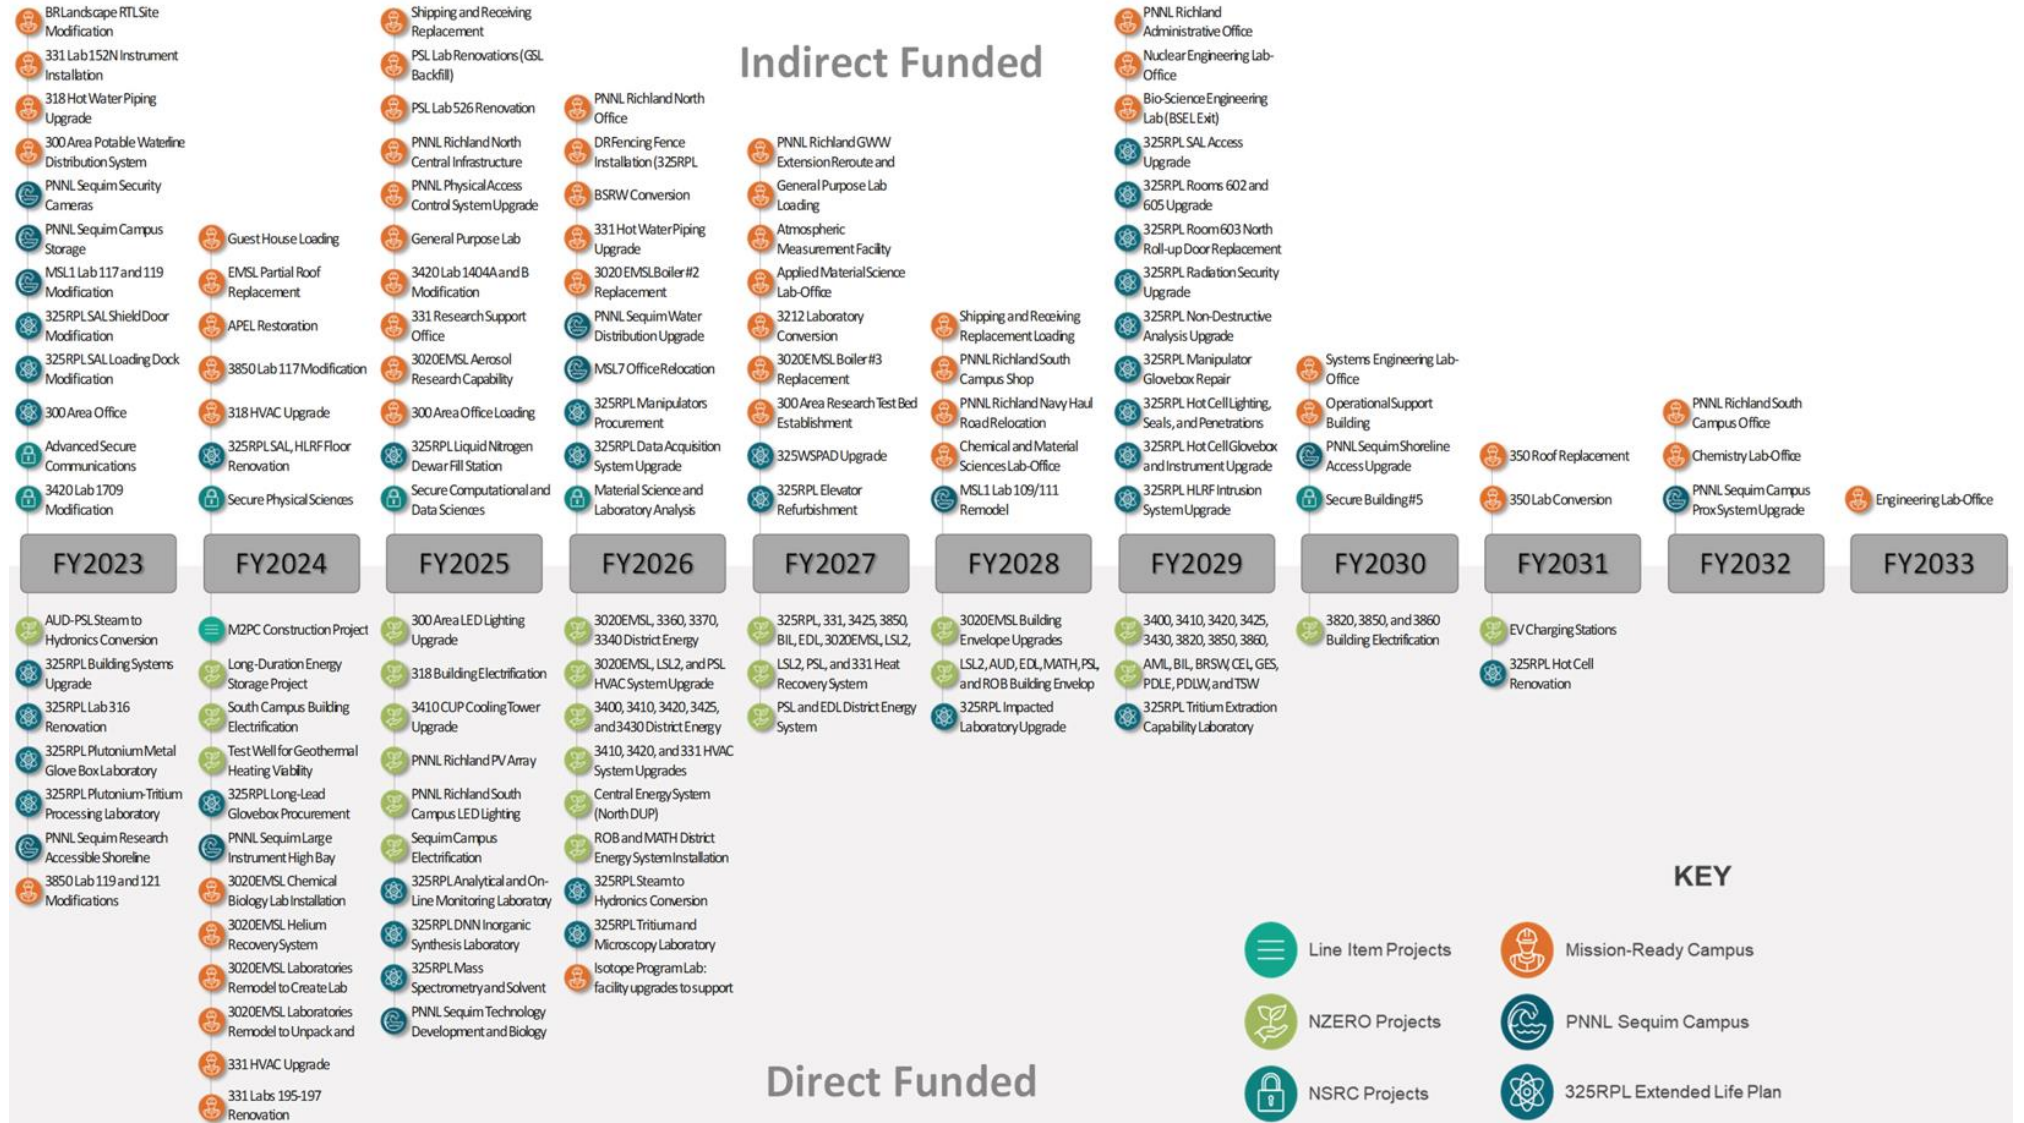 Indirect Funded
BRLandscape RTL Site
Modification
331 Lab 152N Instrument
Installation
318 Hot Water Piping
Upgrade
300 Area Potable Waterline
Distribution System
PNNL Sequim Security
Cameras
PNNL Sequim Campus
Storage
MSL1 Lab 117 and 119
Modification
325RPL SAL Shield Door
Modification
325RPL SAL Loading Dock
Modification
300 Area Office
Advanced Secure
Communications
3420 Lab 1709
Modification
Guest House Loading
EMSL Partial Roof
Replacement
APEL Restoration
3850 Lab 117 Modification
318 HVAC Upgrade
325RPL SAL, HLRF Floor
Renovation
Secure Physical Sciences
Shipping and Receiving
Replacement
PSL Lab Renovations (GSL
Backfill)
PSL Lab 526 Renovation
PNNL Richland North
Central Infrastructure
PNNL Physical Access
Control System Upgrade
General Purpose Lab
3420 Lab 1404A and B
Modification
331 Research Support
Office
3020EMSL Aerosol
Research Capability
300 Area Office Loading
325RPL Liquid Nitrogen
Dewar Fill Station
Secure Computational and
Data Sciences
PNNL Richland North
Office
DRFencing Fence
Installation (325RPL
BSRW Conversion
331 Hot Water Piping
Upgrade
3020 EMSL Boiler #2
Replacement
PNNL Sequim Water
Distribution Upgrade
MSL7 Office Relocation
325RPL Manipulators
Procurement
325RPL Data Acquisition
System Upgrade
Material Science and
Laboratory Analysis
PNNL Richland GWW
Extension Reroute and
General Purpose Lab
Loading
Atmospheric
Measurement Facility
Applied Material Science
Lab-Office
3212 Laboratory
Conversion
3020EMSL Boiler #3
Replacement
300 Area Research Test Bed
Establishment
325WSPAD Upgrade
325RPL Elevator
Refurbishment
Shipping and Receiving
Replacement Loading
PNNL Richland South
Campus Shop
PNNL Richland Navy Haul
Road Relocation
Chemical and Material
Sciences Lab-Office
MSL1 Lab 109/111
Remodel
PNNL Richland
Administrative Office
Nuclear Engineering Lab-
Office
Bio-Science Engineering
Lab (BSEL Exit)
325RPL SAL Access
Upgrade
325RPL Rooms 602 and
605 Upgrade
325RPL Room 603 North
Roll-up Door Replacement
325RPL Radiation Security
Upgrade
325RPL Non-Destructive
Analysis Upgrade
325RPL Manipulator
Glovebox Repair
325RPL Hot Cell Lighting,
Seals, and Penetrations
325RPL Hot Cell Glovebox
and Instrument Upgrade
325RPL HLRF Intrusion
System Upgrade
Systems Engineering Lab-
Office
Operational Support
Building
PNNL Sequim Shoreline
Access Upgrade
Secure Building #5
350 Roof Replacement
350 Lab Conversion
PNNL Richland South
Campus Office
Chemistry Lab-Office
PNNL Sequim Campus
Prox System Upgrade
Engineering Lab-Office
FY2023
FY2024
FY2025
FY2026
FY2027
FY2028
FY2029
FY2030
FY2031
FY2032
FY2033
AUD-PSL Steam to
Hydronics Conversion
325RPL Building Systems
Upgrade
325RPL Lab 316
Renovation
325RPL Plutonium Metal
Glove Box Laboratory
325RPL Plutonium-Tritium
Processing Laboratory
PNNL Sequim Research
Accessible Shoreline
3850 Lab 119 and 121
Modifications
M2PC Construction Project
Long-Duration Energy
Storage Project
South Campus Building
Electrification
Test Well for Geothermal
Heating Viability
325RPL Long-Lead
Glovebox Procurement
PNNL Sequim Large
Instrument High Bay
3020EMSL Chemical
Biology Lab Installation
3020EMSL Helium
Recovery System
3020EMSL Laboratories
Remodel to Create Lab
3020EMSL Laboratories
Remodel to Unpack and
331 HVAC Upgrade
331 Labs 195-197
Renovation
300 Area LED Lighting
Upgrade
318 Building Electrification
3410 CUP Cooling Tower
Upgrade
PNNL Richland PV Array
PNNL Richland South
Campus LED Lighting
Sequim Campus
Electrification
325RPL Analytical and On-
Line Monitoring Laboratory
325RPL DNN Inorganic
Synthesis Laboratory
325RPL Mass
Spectrometry and Solvent
PNNL Sequim Technology
Development and Biology
3020EMSL, 3360, 3370,
3340 District Energy
3020EMSL, LSL2, and PSL
HVAC System Upgrade
3400, 3410, 3420, 3425,
and 3430 District Energy
3410, 3420, and 331 HVAC
System Upgrades
Central Energy System
(North DUP)
ROB and MATH District
Energy System Installation
325RPL Steam to
Hydronics Conversion
325RPL Tritium and
Microscopy Laboratory
Isotope Program Lab:
facility upgrades to support
325RPL, 331, 3425, 3850,
BIL, EDL, 3020EMSL, LSL2,
LSL2, PSL, and 331 Heat
Recovery System
PSL and EDL District Energy
System
3020EMSL Building
Envelope Upgrades
LSL2, AUD, EDL, MATH, PSL,
and ROB Building Envelop
325RPL Impacted
Laboratory Upgrade
3400, 3410, 3420, 3425,
3430, 3820, 3850, 3860,
AML, BIL, BRSW, CEL, GES,
PDLE, PDLW, and TSW
325RPL Tritium Extraction
Capability Laboratory
3820, 3850, and 3860
Building Electrification
EV Charging Stations
325RPL Hot Cell
Renovation
Direct Funded
KEY
Line Item Projects
Mission-Ready Campus
NZERO Projects
PNNL Sequim Campus
NSRC Projects
325RPL Extended Life Plan